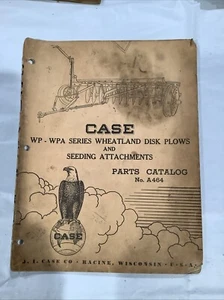 CASE
WP - WPA SERIES WHEATLAND DISK PLOWS
AND
SEEDING ATTACHMENTS
PARTS CATALOG
No. A464
CASE
J. I. CASE CO - RACINE, WISCONSIN - U-S-A